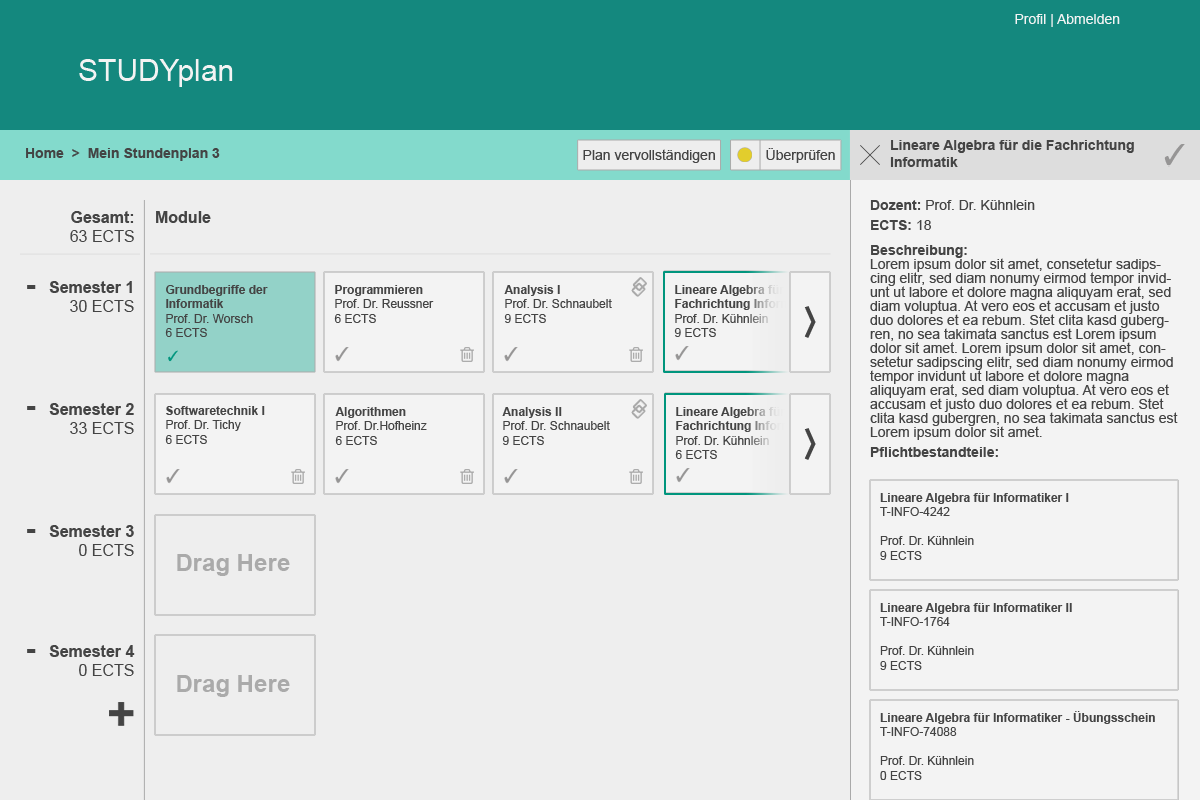 Profil | Abmelden
STUDYplan
Home > Mein Stundenplan 3
Plan vervollständigen
Überprüfen
Gesamt:
63 ECTS
Module
- Semester 1
30 ECTS
Grundbegriffe der
Informatik
Prof. Dr. Worsch
6 ECTS
Programmieren
Prof. Dr. Reussner
6 ECTS
Analysis I
Prof. Dr. Schnaubelt
9 ECTS
Lineare Algebra fü
Fachrichtung Infor
Prof. Dr. Kühnlein
9 ECTS
- Semester 2
33 ECTS
Softwaretechnik I
Prof. Dr. Tichy
6 ECTS
Algorithmen
Prof. Dr.Hofheinz
6 ECTS
Analysis II
Prof. Dr. Schnaubelt
9 ECTS
Lineare Algebra fü
Fachrichtung Info
Prof. Dr. Kühnlein
6 ECTS
- Semester 3
0 ECTS
Drag Here
- Semester 4
0 ECTS
Drag Here
Lineare Algebra für die Fachrichtung
Informatik
Dozent: Prof. Dr. Kühnlein
ECTS: 18
Beschreibung:
Lorem ipsum dolor sit amet, consetetur sadips-
cing elitr, sed diam nonumy eirmod tempor invid-
unt ut labore et dolore magna aliquyam erat, sed
diam voluptua. At vero eos et accusam et justo
duo dolores et ea rebum. Stet clita kasd guberg-
ren, no sea takimata sanctus est Lorem ipsum
dolor sit amet. Lorem ipsum dolor sit amet, con-
setetur sadipscing elitr, sed diam nonumy eirmod
tempor invidunt ut labore et dolore magna
aliquyam erat, sed diam voluptua. At vero eos et
accusam et justo duo dolores et ea rebum. Stet
clita kasd gubergren, no sea takimata sanctus est
Lorem ipsum dolor sit amet.
Pflichtbestandteile:
Lineare Algebra für Informatiker I
T-INFO-4242
Prof. Dr. Kühnlein
9 ECTS
Lineare Algebra für Informatiker II
T-INFO-1764
Prof. Dr. Kühnlein
9 ECTS
Lineare Algebra für Informatiker - Übungsschein
T-INFO-74088
Prof. Dr. Kühnlein
0 ECTS